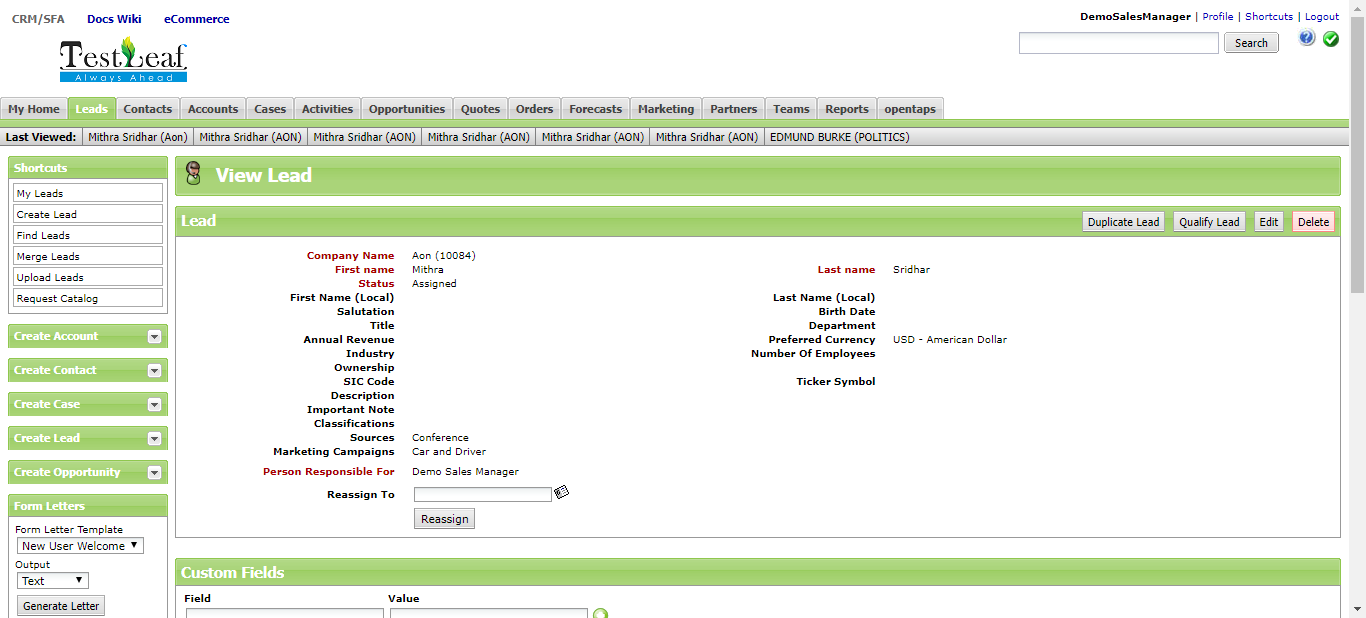 CRM/SFA Docs Wiki eCommerce
DemoSalesManager | Profile | Shortcuts | Logout
TestLeaf
Always Ahead
Search
My Home Leads Contacts Accounts Cases Activities Opportunities Quotes Orders Forecasts Marketing Partners Teams Reports opentaps
Last Viewed: Mithra Sridhar (Aon) Mithra Sridhar (AON) Mithra Sridhar (AON) Mithra Sridhar (AON) Mithra Sridhar (AON) Mithra Sridhar (AON) EDMUND BURKE (POLITICS)
Shortcuts
My Leads
Create Lead
Find Leads
Merge Leads
Upload Leads
Request Catalog
Create Account
Create Contact
Create Case
Create Lead
Create Opportunity
Form Letters
Form Letter Template
New User Welcome
Output
Text
Generate Letter
View Lead
Lead
Duplicate Lead Qualify Lead Edit Delete
Company Name Aon (10084)
First name Mithra Last name Sridhar
Status Assigned
First Name (Local) Last Name (Local)
Salutation Birth Date
Title Department
Annual Revenue Preferred Currency USD - American Dollar
Industry Number Of Employees
Ownership
SIC Code Ticker Symbol
Description
Important Note
Classifications
Sources Conference
Marketing Campaigns Car and Driver
Person Responsible For Demo Sales Manager
Reassign To
Reassign
Custom Fields
Field Value